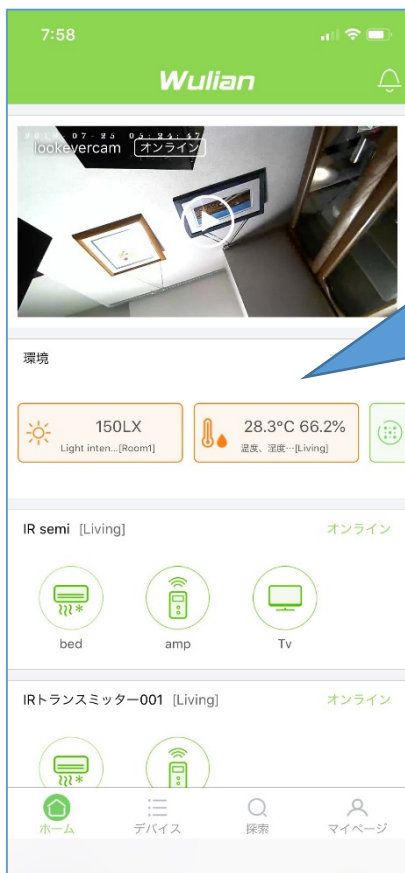 7:58
Wulian
2019-07-25 05:24:47
lookevercam オンライン
環境
150LX
Light inten...[Room1]
28.3°C 66.2%
温度、湿度…[Living]
IR semi [Living] オンライン
bed amp Tv
IRトランスミッター001 [Living] オンライン
ホーム デバイス 探索 マイページ